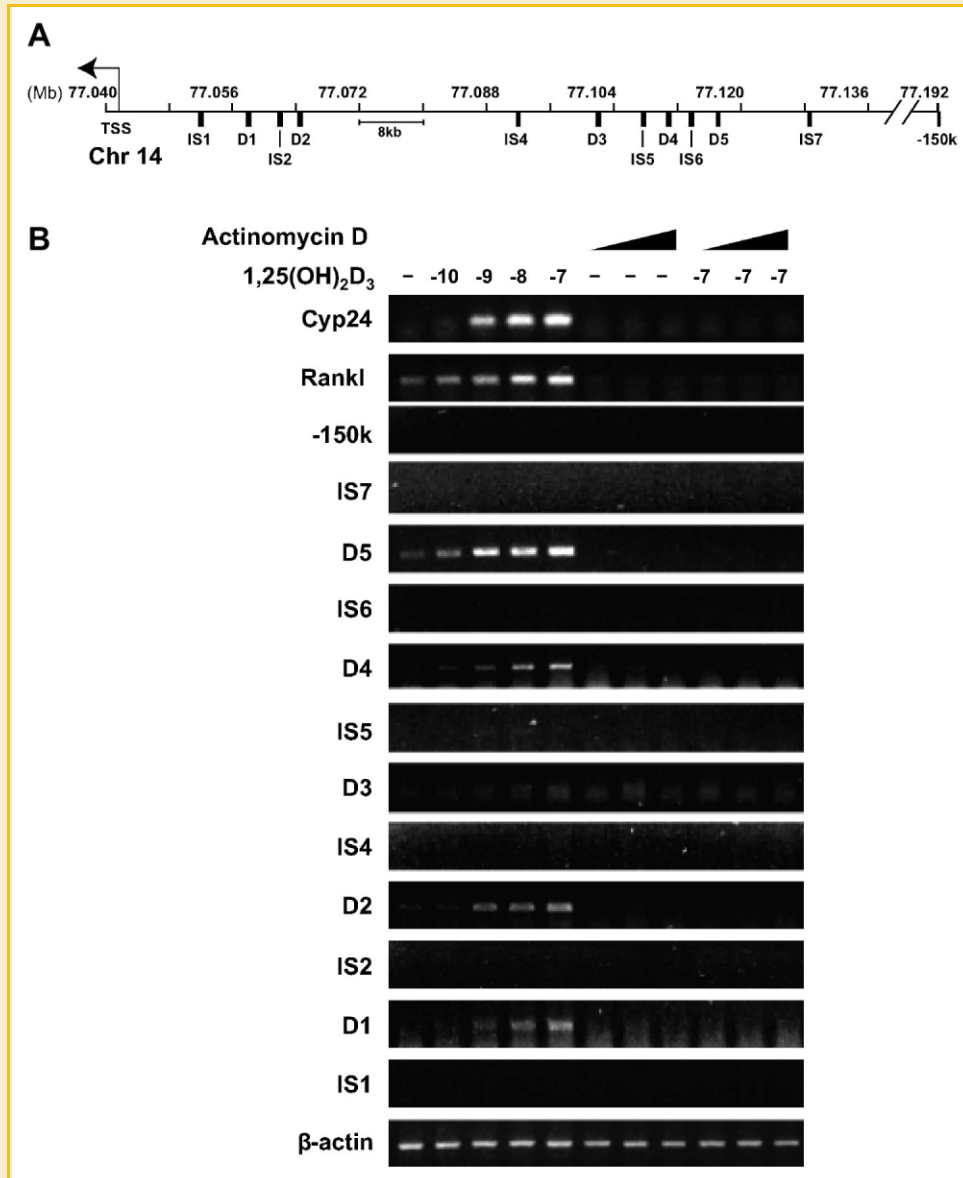 A
(Mb) 77.040 77.056 77.072 77.088 77.104 77.120 77.136 77.192
TSS IS1 D1 IS2 D2 8kb IS4 D3 IS5 D4 IS6 D5 IS7 -150k
Chr 14
B
Actinomycin D
1,25(OH)₂D₃ – -10 -9 -8 -7 – – – -7 -7 -7
Cyp24
Rankl
-150k
IS7
D5
IS6
D4
IS5
D3
IS4
D2
IS2
D1
IS1
β-actin